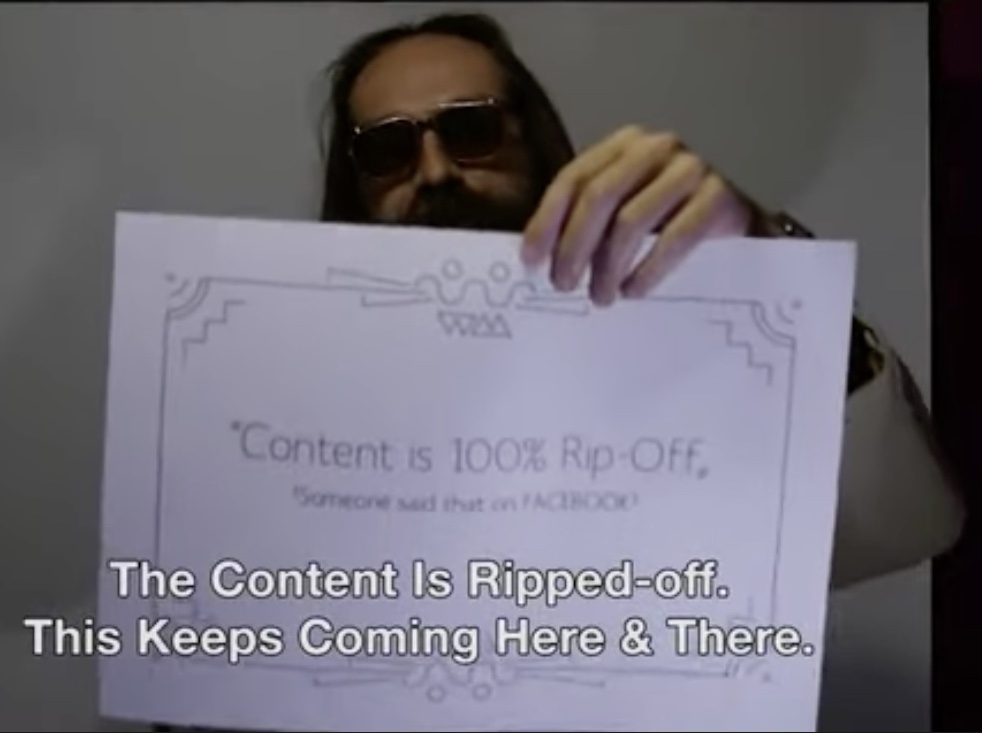 "Content is 100% Rip-Off"
"Someone said that on FACEBOOK"
The Content Is Ripped-off.
This Keeps Coming Here & There.